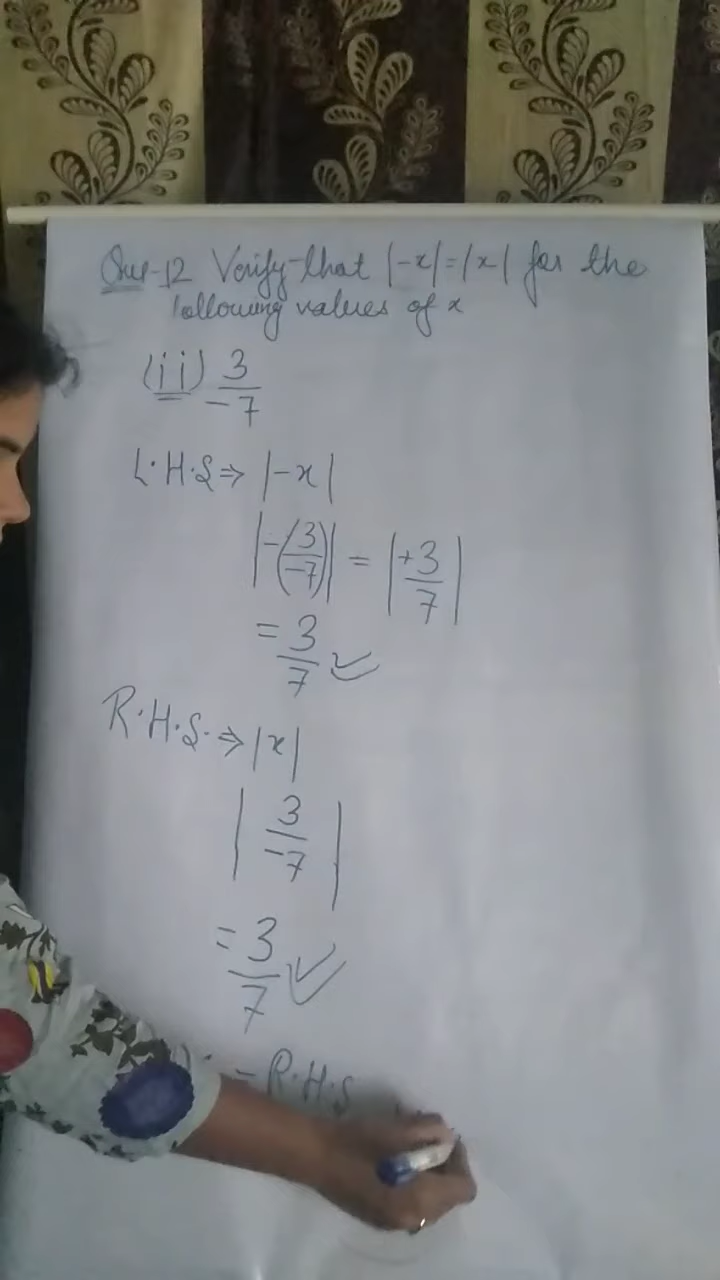 Que-12 Verify that |-x|=|x| for the
following values of x
(ii) 3/-7
L.H.S ⇒ |-x|
|-(3/-7)| = |+3/7|
= 3/7
R.H.S. ⇒ |x|
|3/-7|
= 3/7
= R.H.S